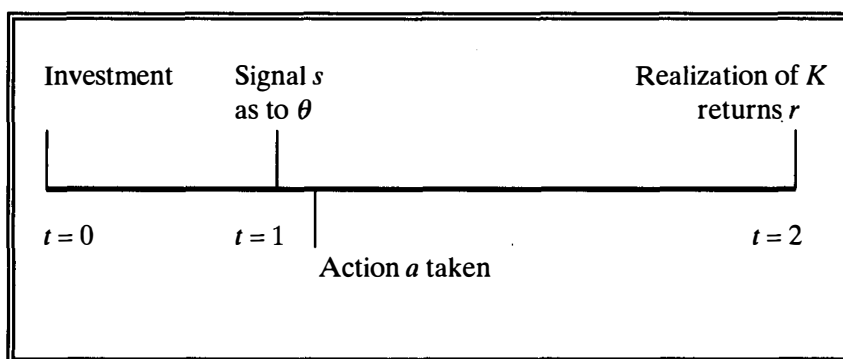 Investment
Signal s
as to θ
Realization of K
returns r
t = 0
t = 1
t = 2
Action a taken